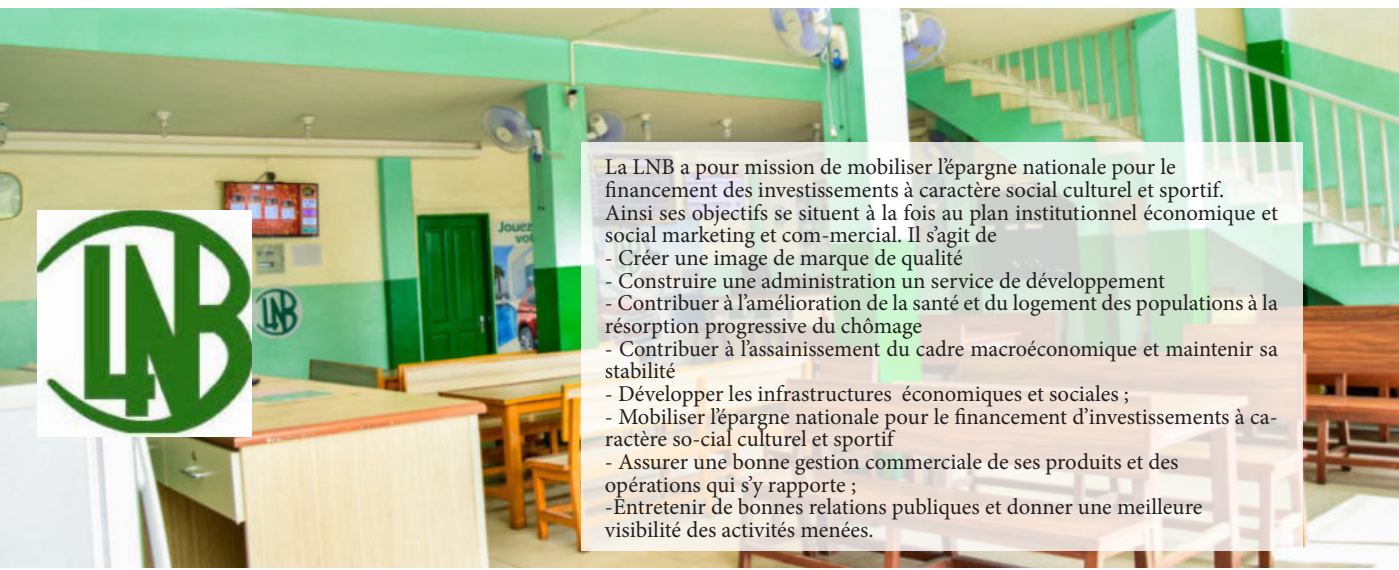 LNB
LNB
Jouez
vot
La LNB a pour mission de mobiliser l'épargne nationale pour le
financement des investissements à caractère social culturel et sportif.
Ainsi ses objectifs se situent à la fois au plan institutionnel économique et
social marketing et com-mercial. Il s'agit de
- Créer une image de marque de qualité
- Construire une administration un service de développement
- Contribuer à l'amélioration de la santé et du logement des populations à la
résorption progressive du chômage
- Contribuer à l'assainissement du cadre macroéconomique et maintenir sa
stabilité
- Développer les infrastructures  économiques et sociales ;
- Mobiliser l'épargne nationale pour le financement d'investissements à ca-
ractère so-cial culturel et sportif
- Assurer une bonne gestion commerciale de ses produits et des
opérations qui s'y rapporte ;
-Entretenir de bonnes relations publiques et donner une meilleure
visibilité des activités menées.